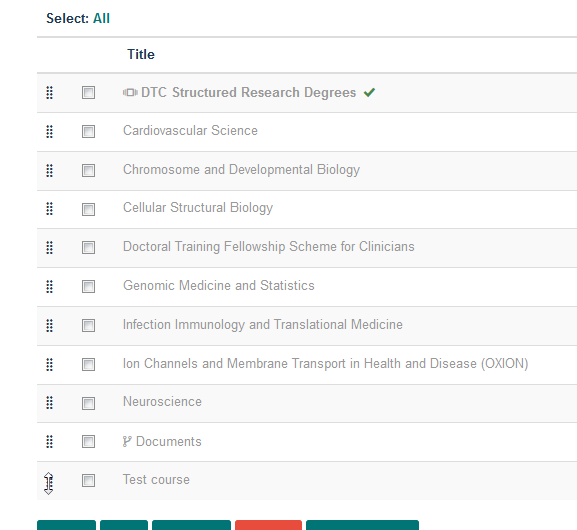 Select: All
Title
DTC Structured Research Degrees
Cardiovascular Science
Chromosome and Developmental Biology
Cellular Structural Biology
Doctoral Training Fellowship Scheme for Clinicians
Genomic Medicine and Statistics
Infection Immunology and Translational Medicine
Ion Channels and Membrane Transport in Health and Disease (OXION)
Neuroscience
Documents
Test course